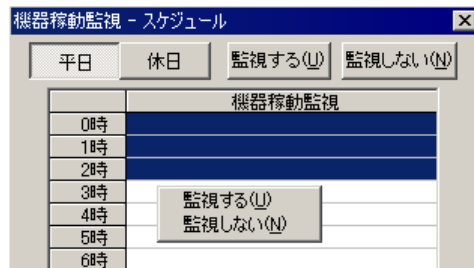 機器稼動監視 - スケジュール
平日 休日 監視する(U) 監視しない(N)
機器稼動監視
0時
1時
2時
3時
監視する(U)
4時
監視しない(N)
5時
6時